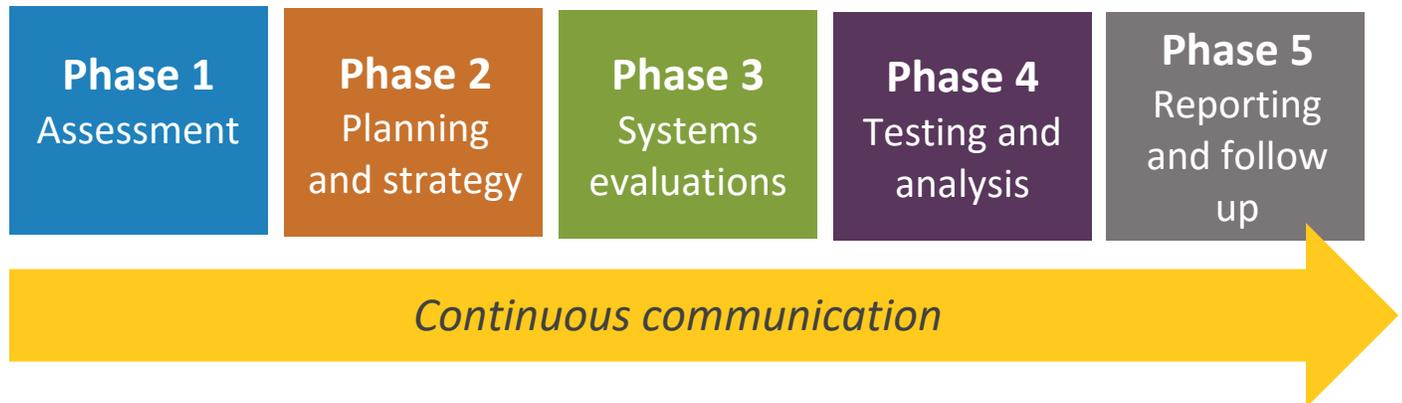 Phase 1
Assessment
Phase 2
Planning
and strategy
Phase 3
Systems
evaluations
Phase 4
Testing and
analysis
Phase 5
Reporting
and follow
up
Continuous communication